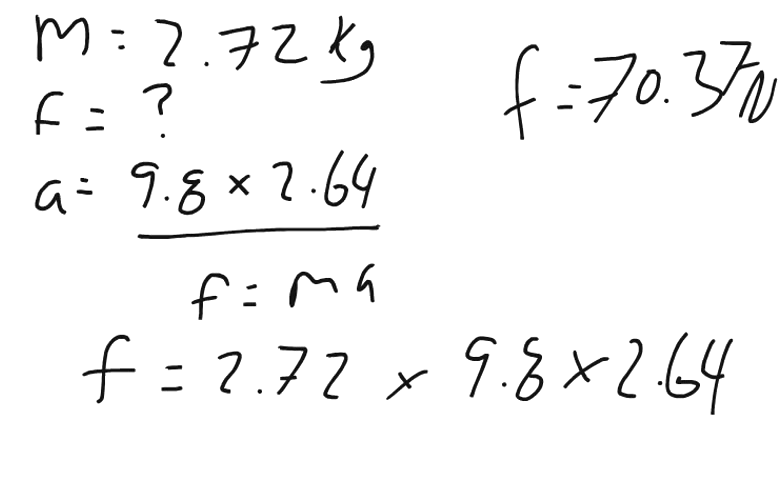 m = 2.72 kg
f = ?
a = 9.8 × 2.64
f = ma
f = 2.72 × 9.8 × 2.64
f = 70.37N